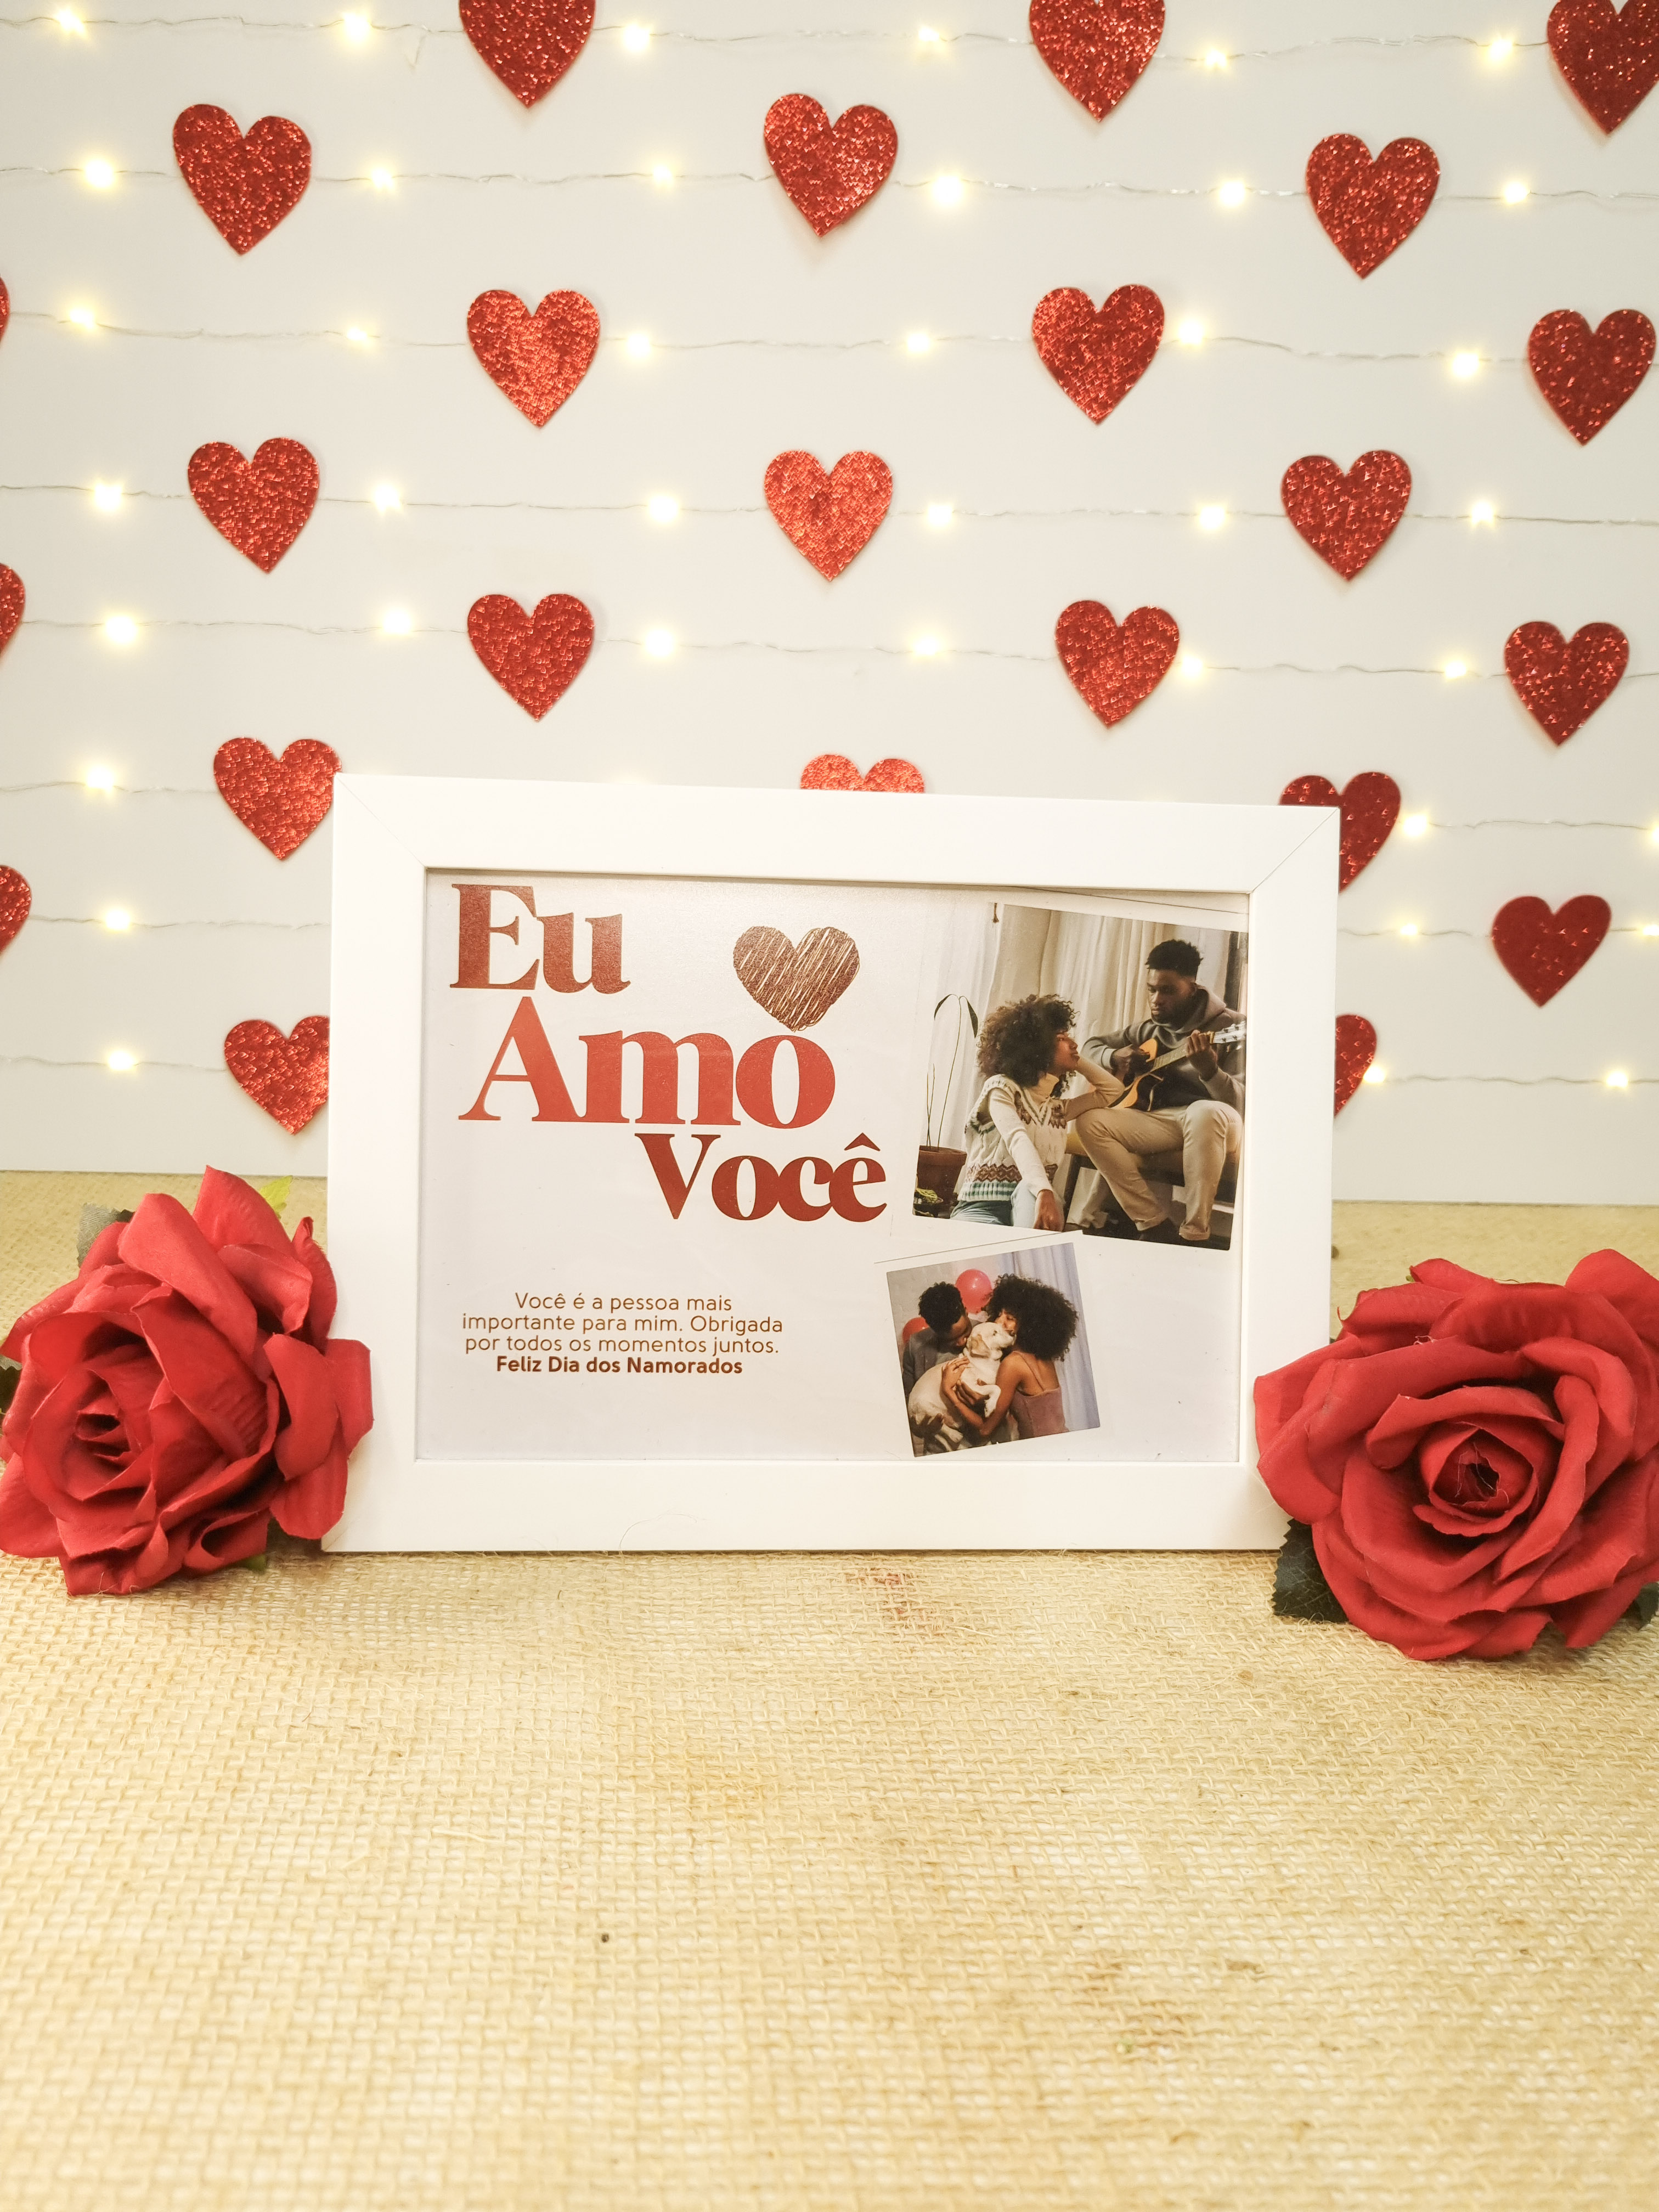 Eu
Amo
Você
Você é a pessoa mais
importante para mim. Obrigada
por todos os momentos juntos.
Feliz Dia dos Namorados